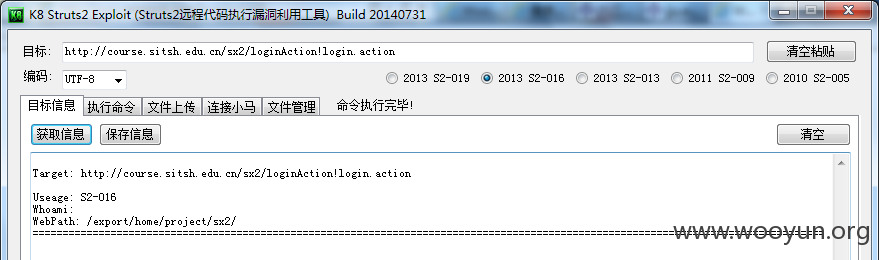 K8 Struts2 Exploit (Struts2远程代码执行漏洞利用工具) Build 20140731
目标: http://course.sitsh.edu.cn/sx2/loginAction!login.action 清空粘贴
编码: UTF-8 2013 S2-019 2013 S2-016 2013 S2-013 2011 S2-009 2010 S2-005
目标信息 执行命令 文件上传 连接小马 文件管理 命令执行完毕!
获取信息 保存信息 清空
Target: http://course.sitsh.edu.cn/sx2/loginAction!login.action
Useage: S2-016
Whoami:
WebPath: /export/home/project/sx2/
www.wooyun.org